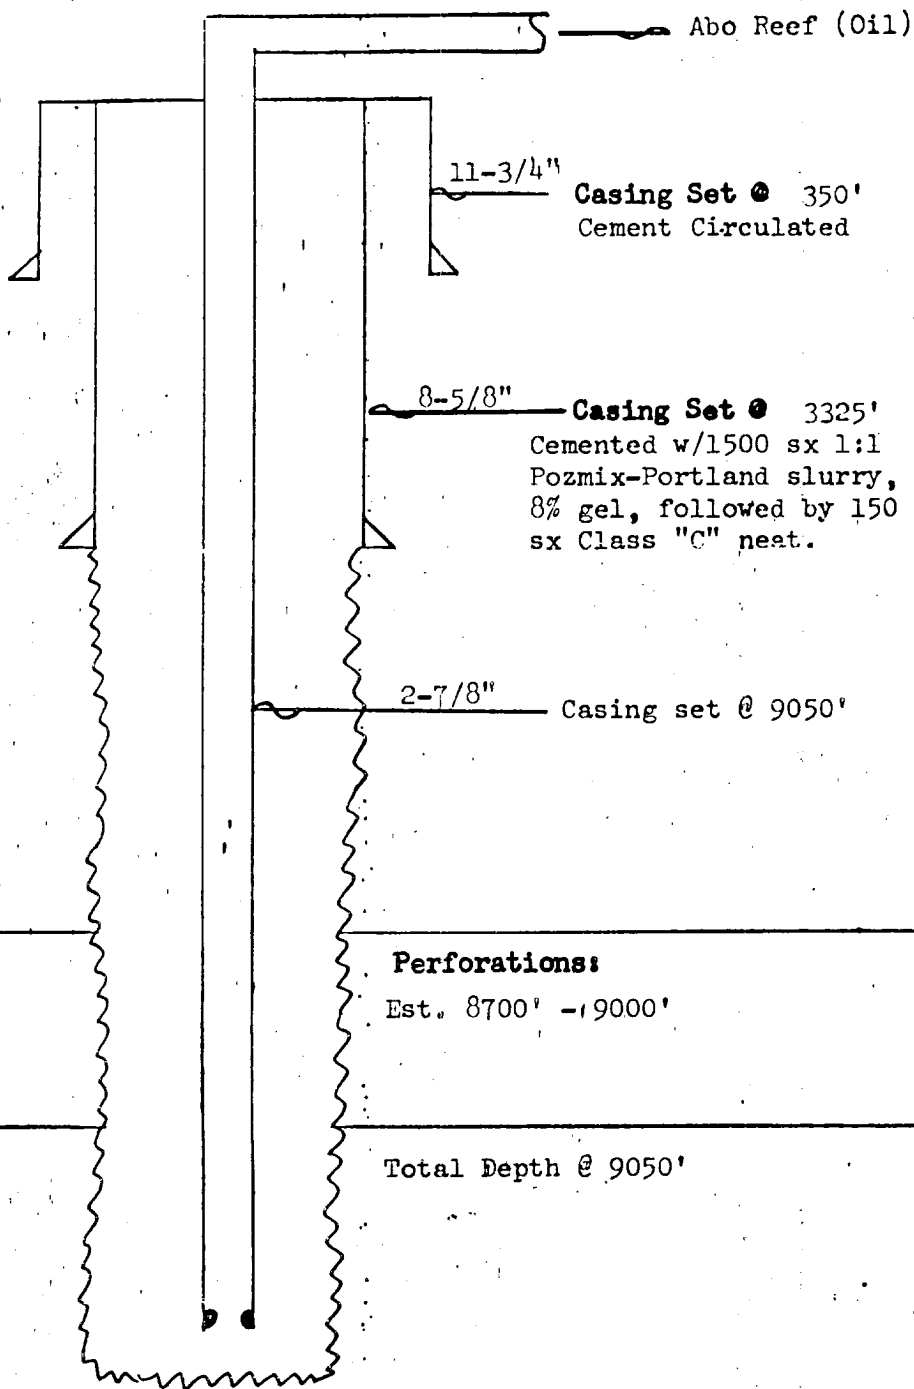 Abo Reef (Oil)
11-3/4"
Casing Set @ 350'
Cement Circulated
8-5/8"
Casing Set @ 3325'
Cemented w/1500 sx 1:1
Pozmix-Portland slurry,
8% gel, followed by 150
sx Class "C" neat.
2-7/8"
Casing set @ 9050'
Perforations:
Est. 8700' - 9000'
Total Depth @ 9050'